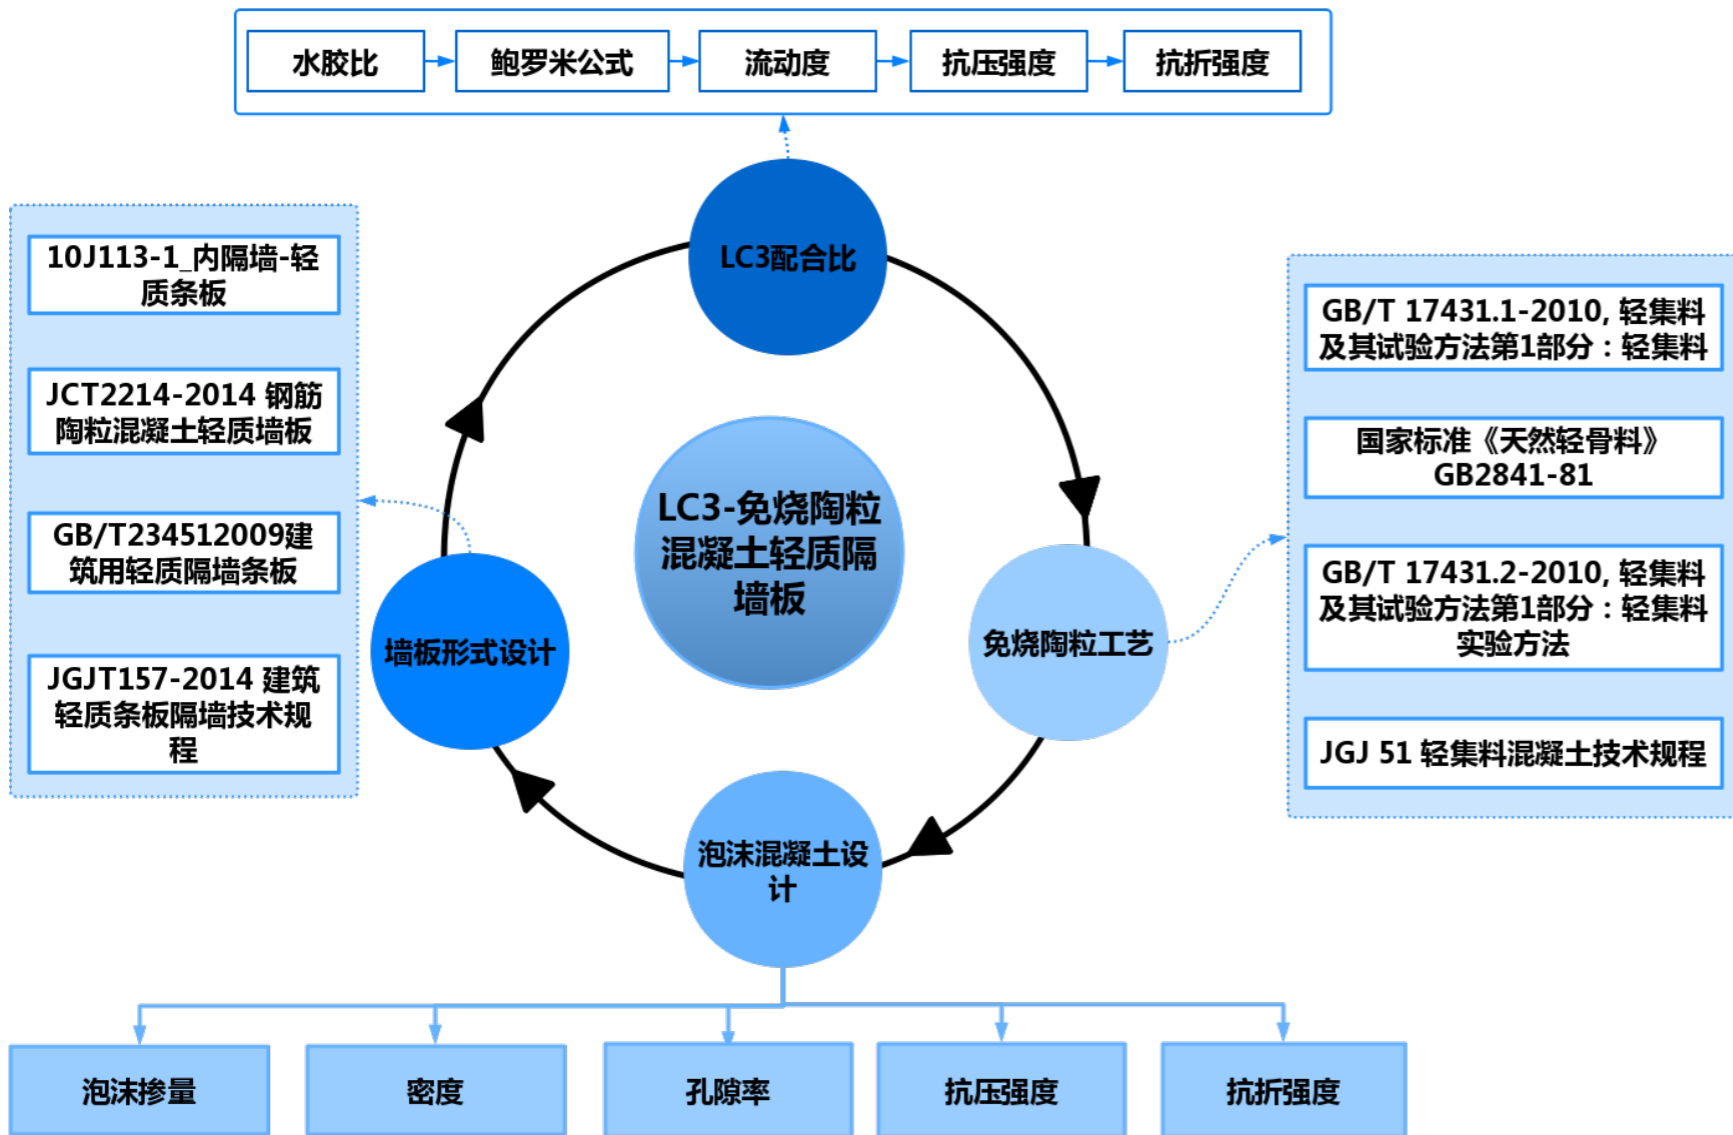 水胶比
鲍罗米公式
流动度
抗压强度
抗折强度
LC3配合比
10J113-1_内隔墙-轻
质条板
JCT2214-2014 钢筋
陶粒混凝土轻质墙板
GB/T234512009建
筑用轻质隔墙条板
JGJT157-2014 建筑
轻质条板隔墙技术规
程
墙板形式设计
LC3-免烧陶粒
混凝土轻质隔
墙板
免烧陶粒工艺
GB/T 17431.1-2010, 轻集料
及其试验方法第1部分：轻集料
国家标准《天然轻骨料》
GB2841-81
GB/T 17431.2-2010, 轻集料
及其试验方法第1部分：轻集料
实验方法
JGJ 51 轻集料混凝土技术规程
泡沫混凝土设
计
泡沫掺量
密度
孔隙率
抗压强度
抗折强度